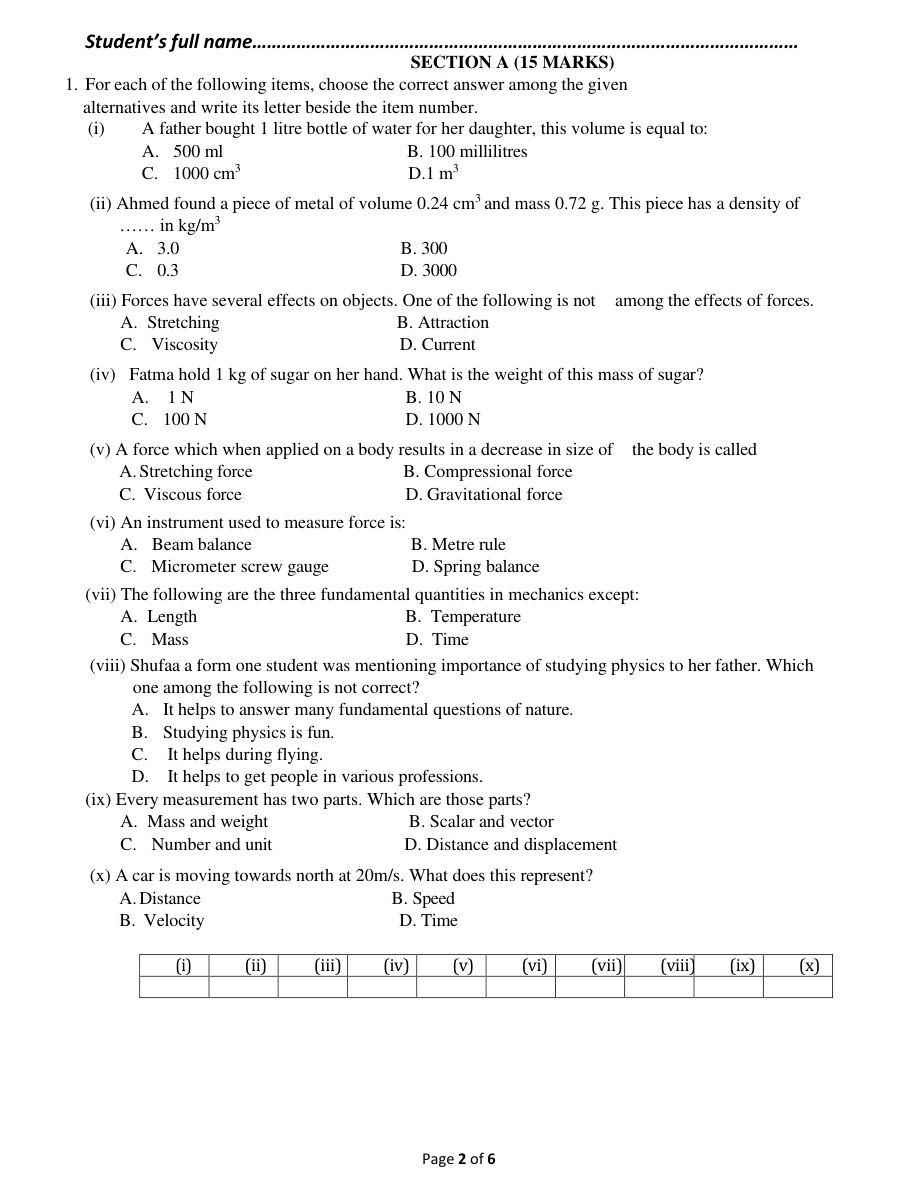 Student’s full name……………………………………………………………………………………
SECTION A (15 MARKS)
1. For each of the following items, choose the correct answer among the given
alternatives and write its letter beside the item number.
(i) A father bought 1 litre bottle of water for her daughter, this volume is equal to:
A. 500 ml B. 100 millilitres
C. 1000 cm³ D.1 m³
(ii) Ahmed found a piece of metal of volume 0.24 cm³ and mass 0.72 g. This piece has a density of
…… in kg/m³
A. 3.0 B. 300
C. 0.3 D. 3000
(iii) Forces have several effects on objects. One of the following is not among the effects of forces.
A. Stretching B. Attraction
C. Viscosity D. Current
(iv) Fatma hold 1 kg of sugar on her hand. What is the weight of this mass of sugar?
A. 1 N B. 10 N
C. 100 N D. 1000 N
(v) A force which when applied on a body results in a decrease in size of the body is called
A. Stretching force B. Compressional force
C. Viscous force D. Gravitational force
(vi) An instrument used to measure force is:
A. Beam balance B. Metre rule
C. Micrometer screw gauge D. Spring balance
(vii) The following are the three fundamental quantities in mechanics except:
A. Length B. Temperature
C. Mass D. Time
(viii) Shufaa a form one student was mentioning importance of studying physics to her father. Which
one among the following is not correct?
A. It helps to answer many fundamental questions of nature.
B. Studying physics is fun.
C. It helps during flying.
D. It helps to get people in various professions.
(ix) Every measurement has two parts. Which are those parts?
A. Mass and weight B. Scalar and vector
C. Number and unit D. Distance and displacement
(x) A car is moving towards north at 20m/s. What does this represent?
A. Distance B. Speed
B. Velocity D. Time
(i) (ii) (iii) (iv) (v) (vi) (vii) (viii) (ix) (x)
Page 2 of 6